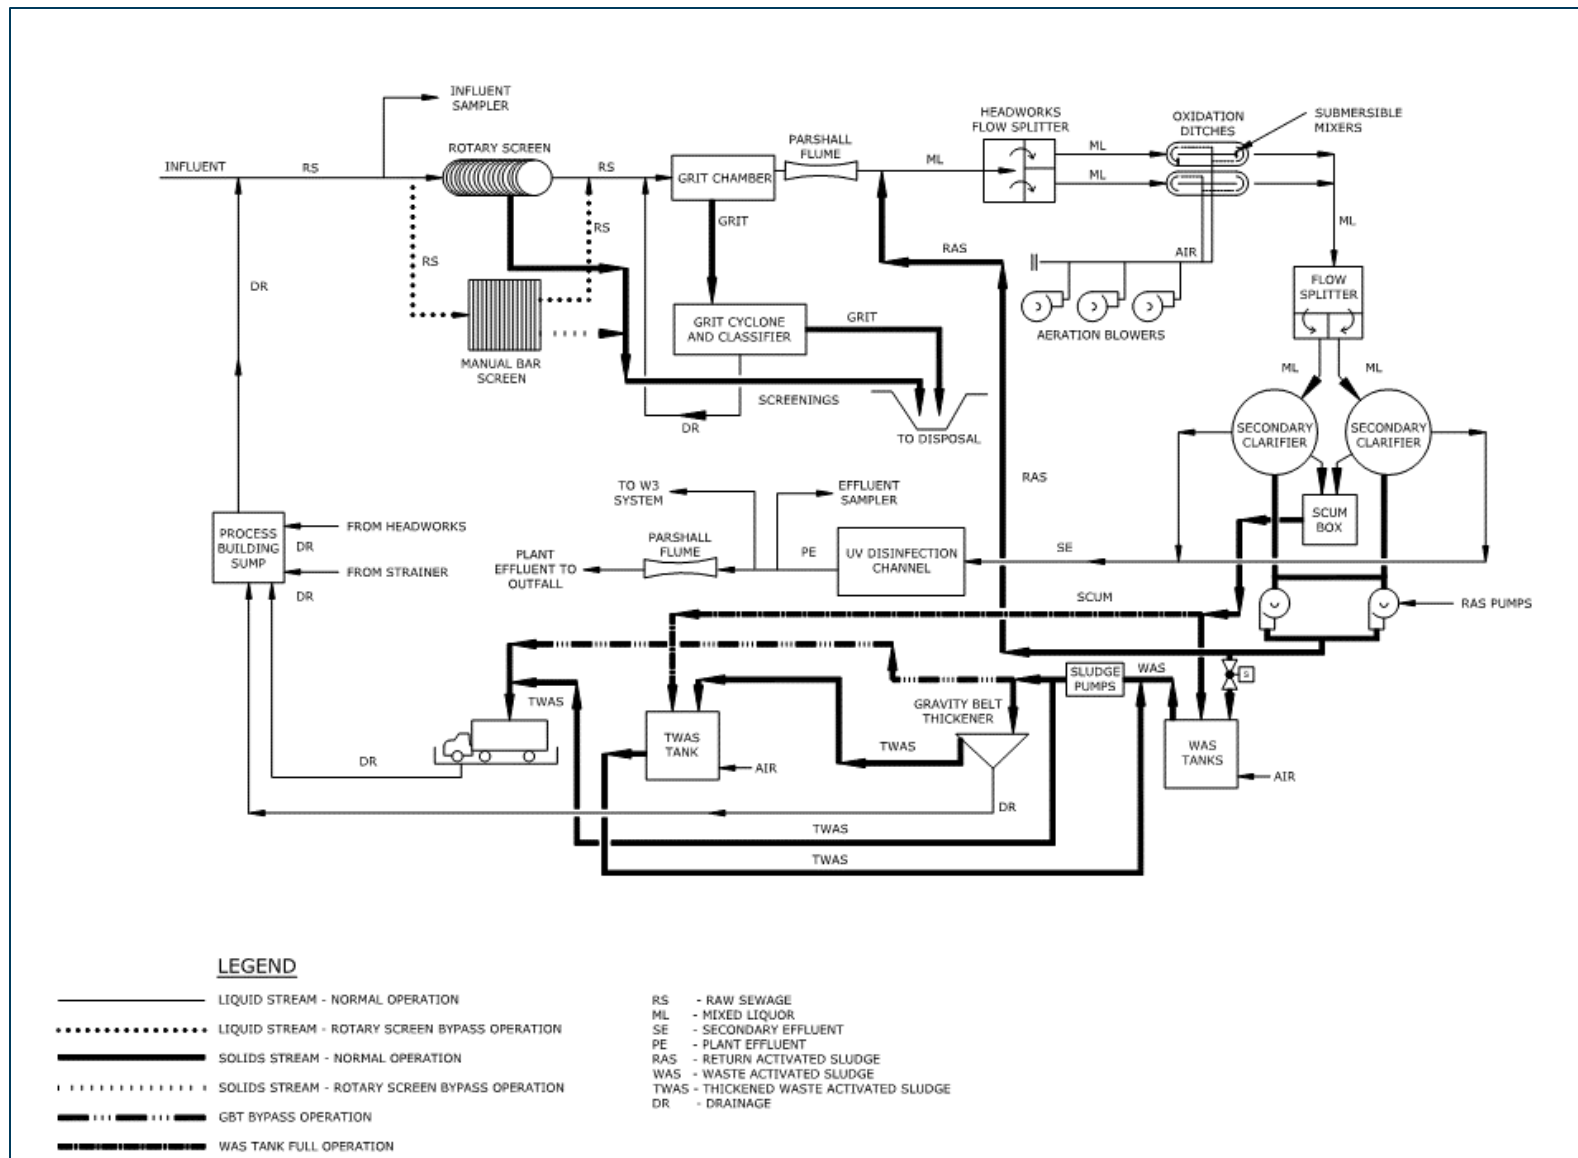 INFLUENT
SAMPLER
INFLUENT
RS
ROTARY SCREEN
RS
GRIT CHAMBER
PARSHALL
FLUME
ML
HEADWORKS
FLOW SPLITTER
ML
ML
OXIDATION
DITCHES
SUBMERSIBLE
MIXERS
ML
RS
RS
GRIT
RAS
AIR
DR
MANUAL BAR
SCREEN
GRIT CYCLONE
AND CLASSIFIER
GRIT
AERATION BLOWERS
FLOW
SPLITTER
ML
ML
SCREENINGS
DR
TO DISPOSAL
SECONDARY
CLARIFIER
SECONDARY
CLARIFIER
RAS
TO W3
SYSTEM
EFFLUENT
SAMPLER
SCUM
BOX
PROCESS
BUILDING
SUMP
FROM HEADWORKS
DR
FROM STRAINER
DR
PLANT
EFFLUENT TO
OUTFALL
PARSHALL
FLUME
PE
UV DISINFECTION
CHANNEL
SE
SCUM
RAS PUMPS
SLUDGE
PUMPS
WAS
S
TWAS
GRAVITY BELT
THICKENER
TWAS
TANK
TWAS
WAS
TANKS
DR
AIR
AIR
DR
TWAS
TWAS
LEGEND
LIQUID STREAM - NORMAL OPERATION
LIQUID STREAM - ROTARY SCREEN BYPASS OPERATION
SOLIDS STREAM - NORMAL OPERATION
SOLIDS STREAM - ROTARY SCREEN BYPASS OPERATION
GBT BYPASS OPERATION
WAS TANK FULL OPERATION
RS - RAW SEWAGE
ML - MIXED LIQUOR
SE - SECONDARY EFFLUENT
PE - PLANT EFFLUENT
RAS - RETURN ACTIVATED SLUDGE
WAS - WASTE ACTIVATED SLUDGE
TWAS - THICKENED WASTE ACTIVATED SLUDGE
DR - DRAINAGE